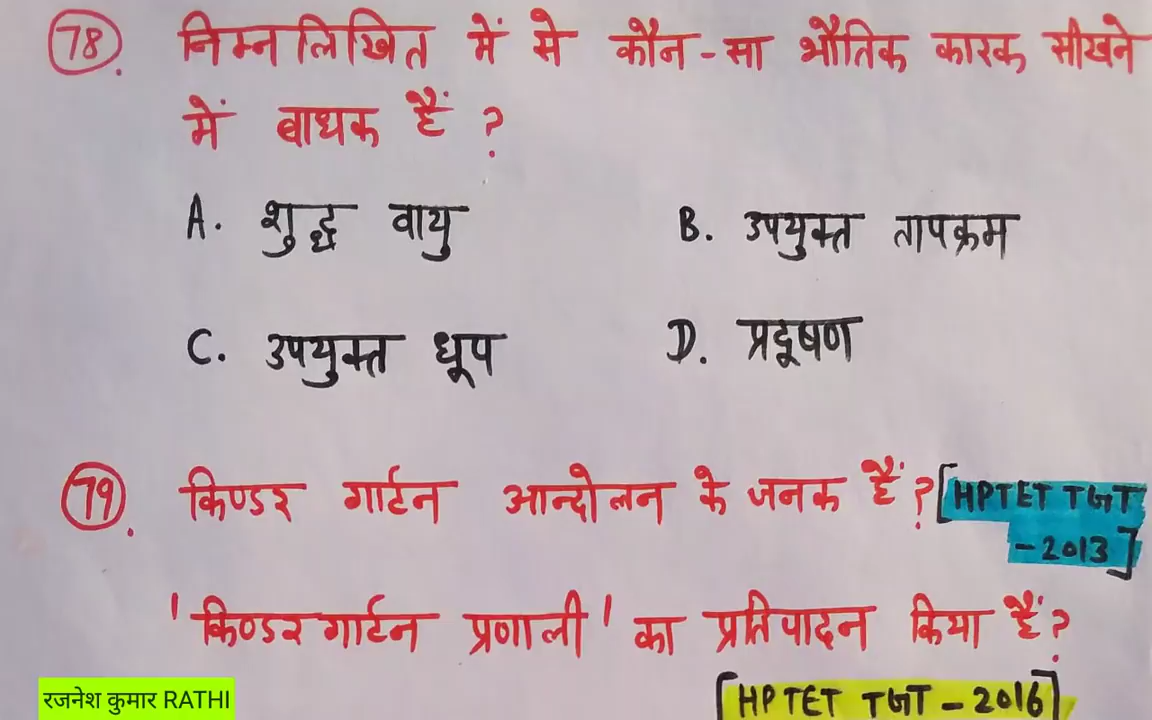 78. निम्नलिखित में से कौन-सा भौतिक कारक सीखने
में बाधक हैं ?
A. शुद्ध वायु B. उपयुक्त तापक्रम
C. उपयुक्त धूप D. प्रदूषण
79. किण्डर गार्टन आन्दोलन के जनक हैं ? [HPTET TGT
-2013]
'किण्डरगार्टन प्रणाली' का प्रतिपादन किया हैं ?
[HPTET TGT - 2016]
रजनेश कुमार RATHI